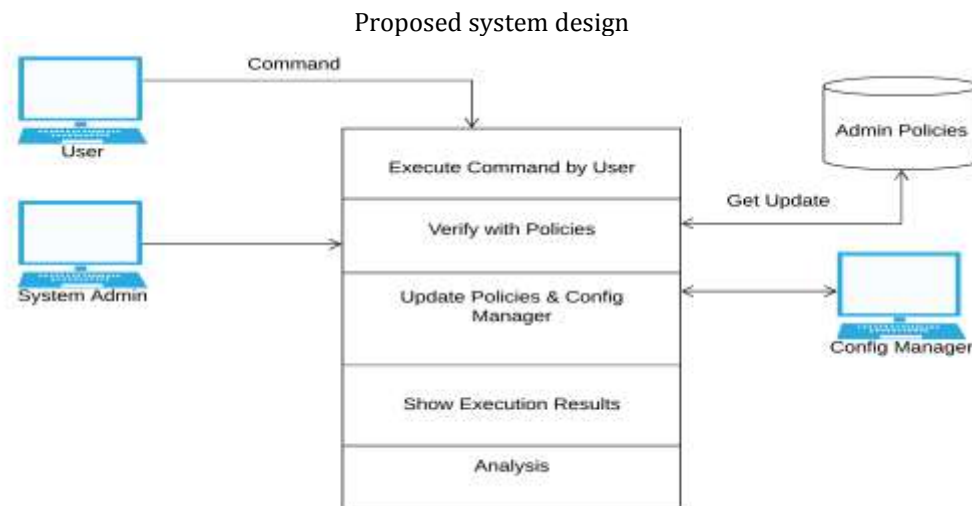 Proposed system design
Command
User
Admin Policies
Execute Command by User
Get Update
Verify with Policies
System Admin
Update Policies & Config
Manager
Config Manager
Show Execution Results
Analysis